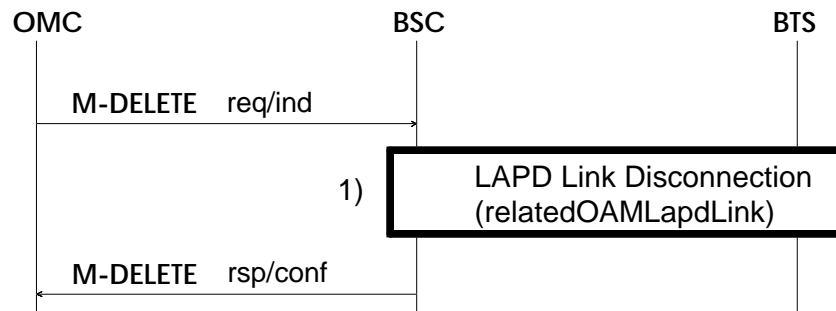 OMC BSC BTS
M-DELETE req/ind
1) LAPD Link Disconnection
(relatedOAMLapdLink)
M-DELETE rsp/conf